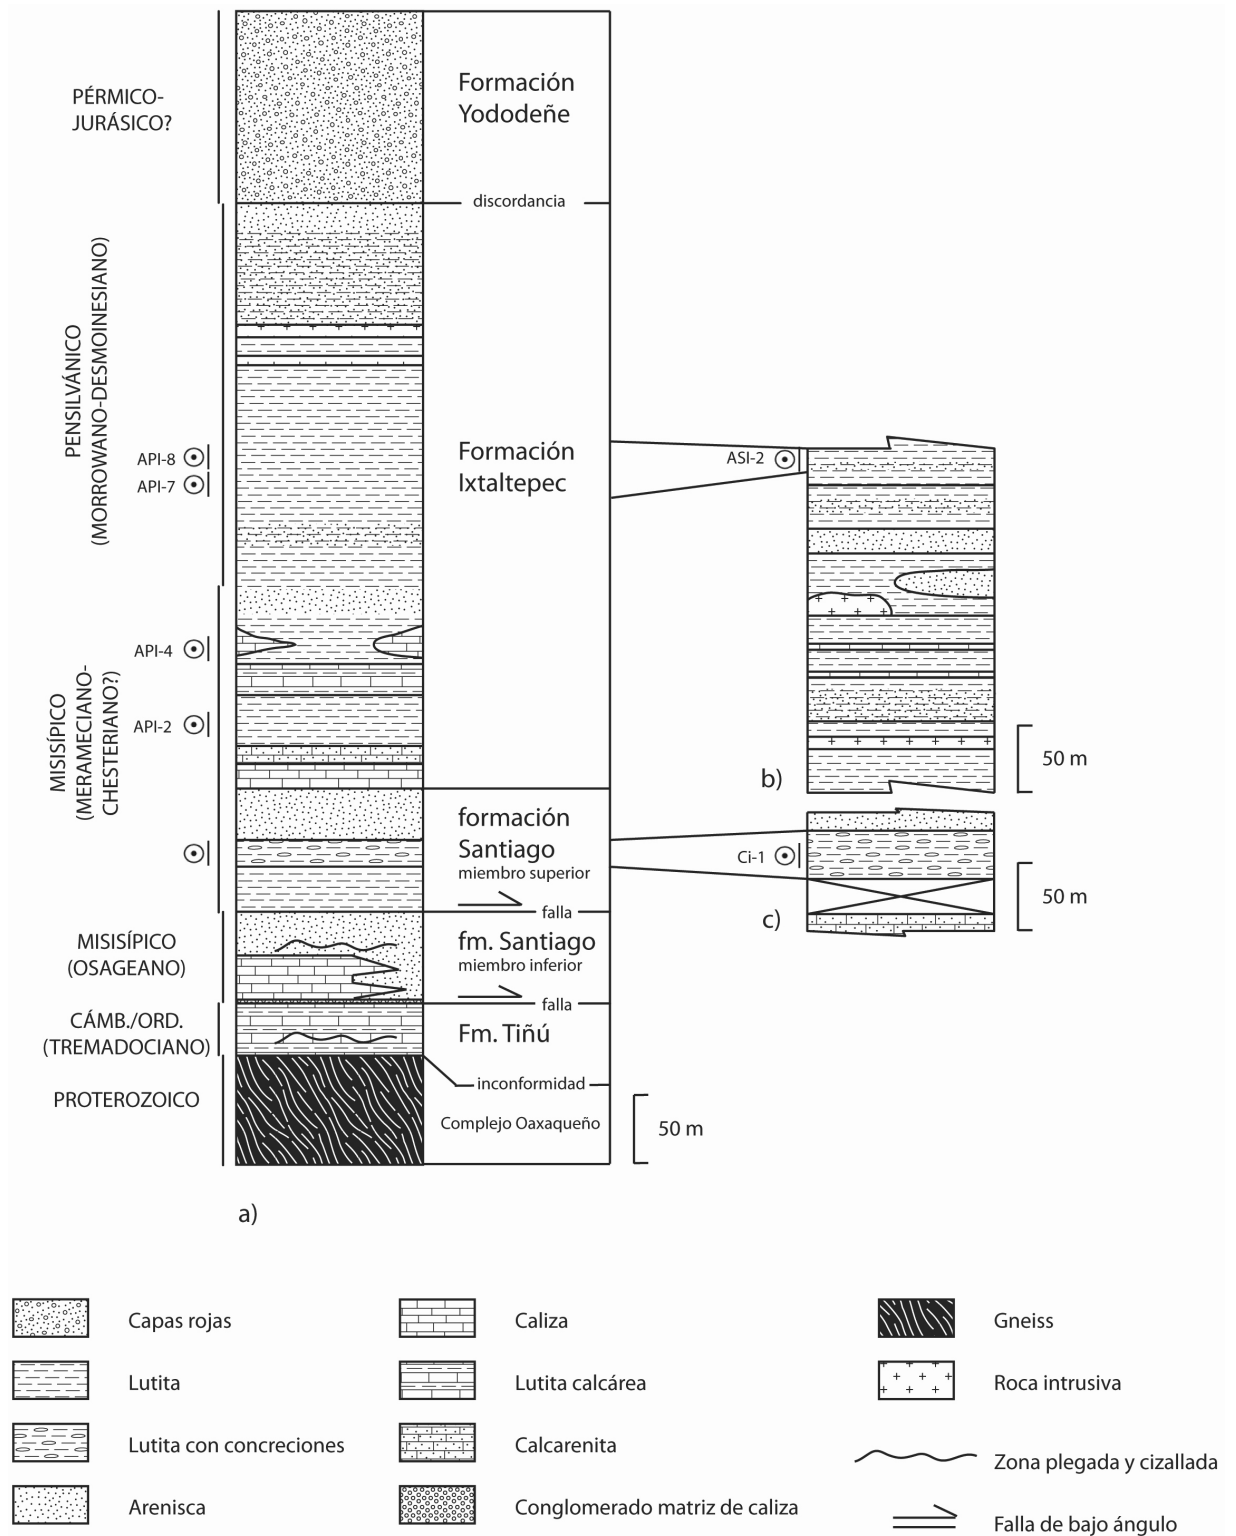 PÉRMICO-
JURÁSICO?
Formación
Yododeñe
discordancia
PENSILVÁNICO
(MORROWANO-DESMOINESIANO)
API-8
API-7
Formación
Ixtaltepec
ASI-2
MISISÍPICO
(MERAMECIANO-
CHESTERIANO?)
API-4
API-2
b)
50 m
formación
Santiago
miembro superior
falla
Ci-1
c)
50 m
MISISÍPICO
(OSAGEANO)
fm. Santiago
miembro inferior
falla
CÁMB./ORD.
(TREMADOCIANO)
Fm. Tiñú
inconformidad
PROTEROZOICO
Complejo Oaxaqueño
50 m
a)
Capas rojas
Caliza
Gneiss
Lutita
Lutita calcárea
Roca intrusiva
Lutita con concreciones
Calcarenita
Zona plegada y cizallada
Arenisca
Conglomerado matriz de caliza
Falla de bajo ángulo